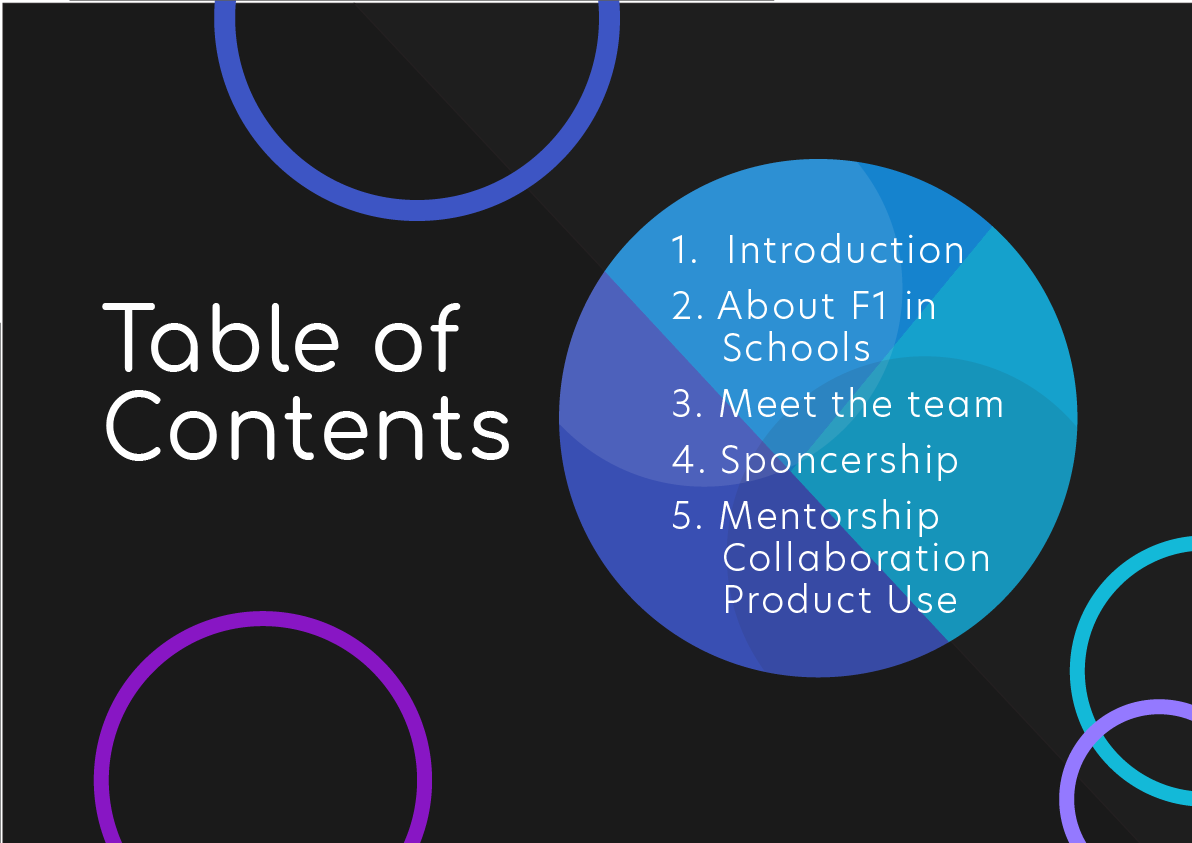 Table of
Contents
1. Introduction
2. About F1 in
Schools
3. Meet the team
4. Sponcership
5. Mentorship
Collaboration
Product Use